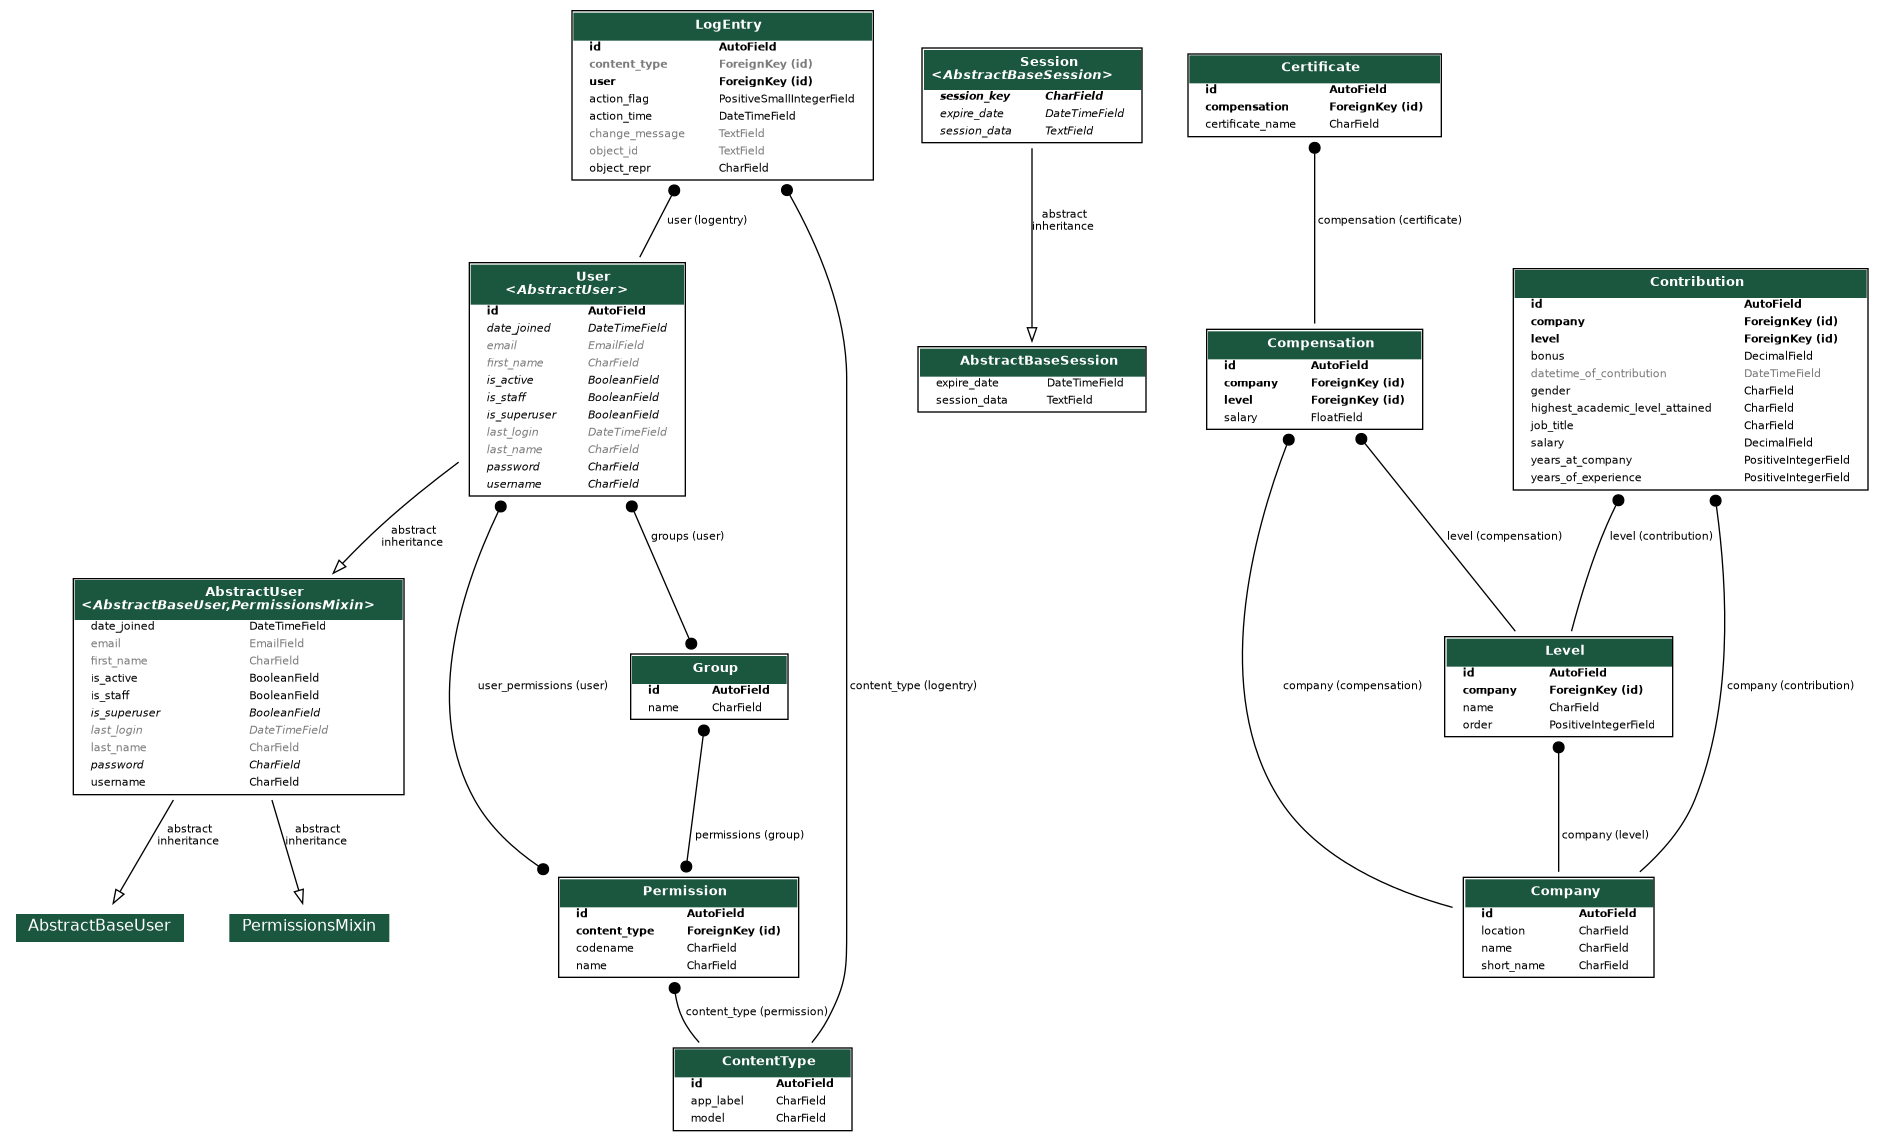 LogEntry
id AutoField
content_type ForeignKey (id)
user ForeignKey (id)
action_flag PositiveSmallIntegerField
action_time DateTimeField
change_message TextField
object_id TextField
object_repr CharField
Session
<AbstractBaseSession>
session_key CharField
expire_date DateTimeField
session_data TextField
Certificate
id AutoField
compensation ForeignKey (id)
certificate_name CharField
user (logentry)
abstract
inheritance
compensation (certificate)
User
<AbstractUser>
id AutoField
date_joined DateTimeField
email EmailField
first_name CharField
is_active BooleanField
is_staff BooleanField
is_superuser BooleanField
last_login DateTimeField
last_name CharField
password CharField
username CharField
AbstractBaseSession
expire_date DateTimeField
session_data TextField
Compensation
id AutoField
company ForeignKey (id)
level ForeignKey (id)
salary FloatField
Contribution
id AutoField
company ForeignKey (id)
level ForeignKey (id)
bonus DecimalField
datetime_of_contribution DateTimeField
gender CharField
highest_academic_level_attained CharField
job_title CharField
salary DecimalField
years_at_company PositiveIntegerField
years_of_experience PositiveIntegerField
abstract
inheritance
groups (user)
level (compensation)
level (contribution)
AbstractUser
<AbstractBaseUser,PermissionsMixin>
date_joined DateTimeField
email EmailField
first_name CharField
is_active BooleanField
is_staff BooleanField
is_superuser BooleanField
last_login DateTimeField
last_name CharField
password CharField
username CharField
user_permissions (user)
Group
id AutoField
name CharField
content_type (logentry)
company (compensation)
Level
id AutoField
company ForeignKey (id)
name CharField
order PositiveIntegerField
company (contribution)
abstract
inheritance
abstract
inheritance
permissions (group)
company (level)
AbstractBaseUser
PermissionsMixin
Permission
id AutoField
content_type ForeignKey (id)
codename CharField
name CharField
Company
id AutoField
location CharField
name CharField
short_name CharField
content_type (permission)
ContentType
id AutoField
app_label CharField
model CharField